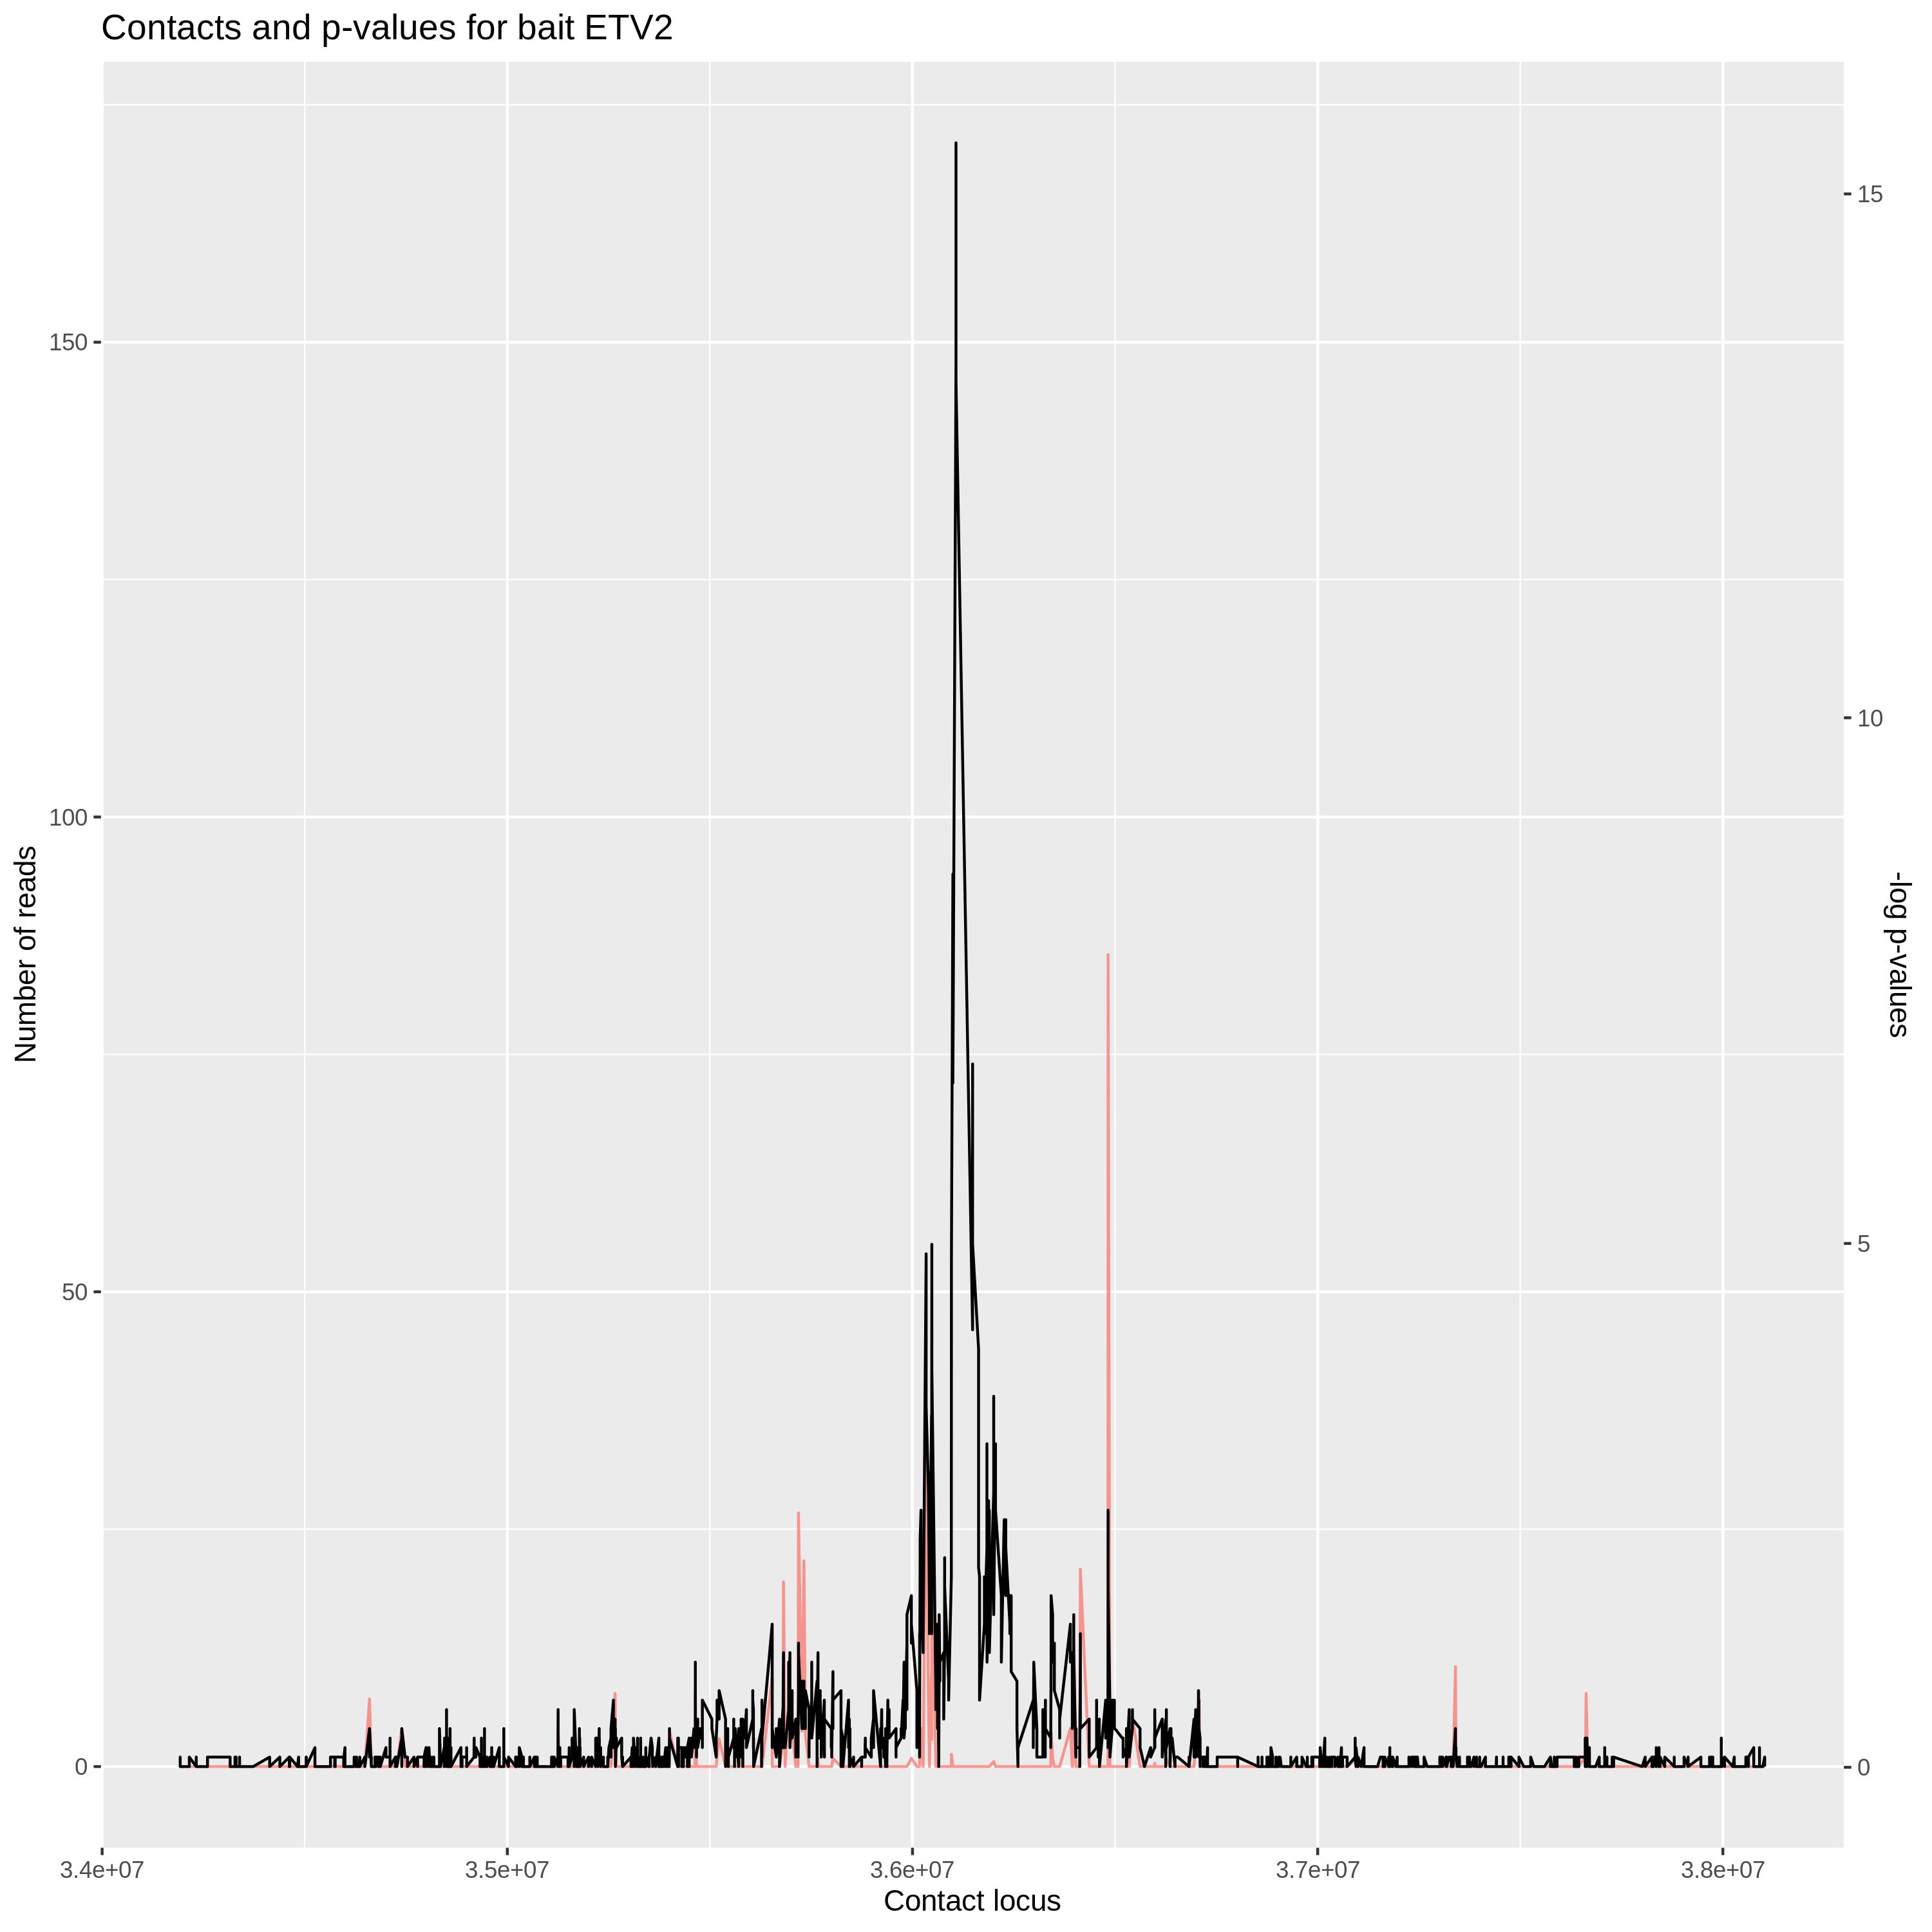 Contacts and p-values for bait ETV2
Number of reads
150
100
50
0
15
10
5
0
-log p-values
3.4e+07
3.5e+07
3.6e+07
3.7e+07
3.8e+07
Contact locus